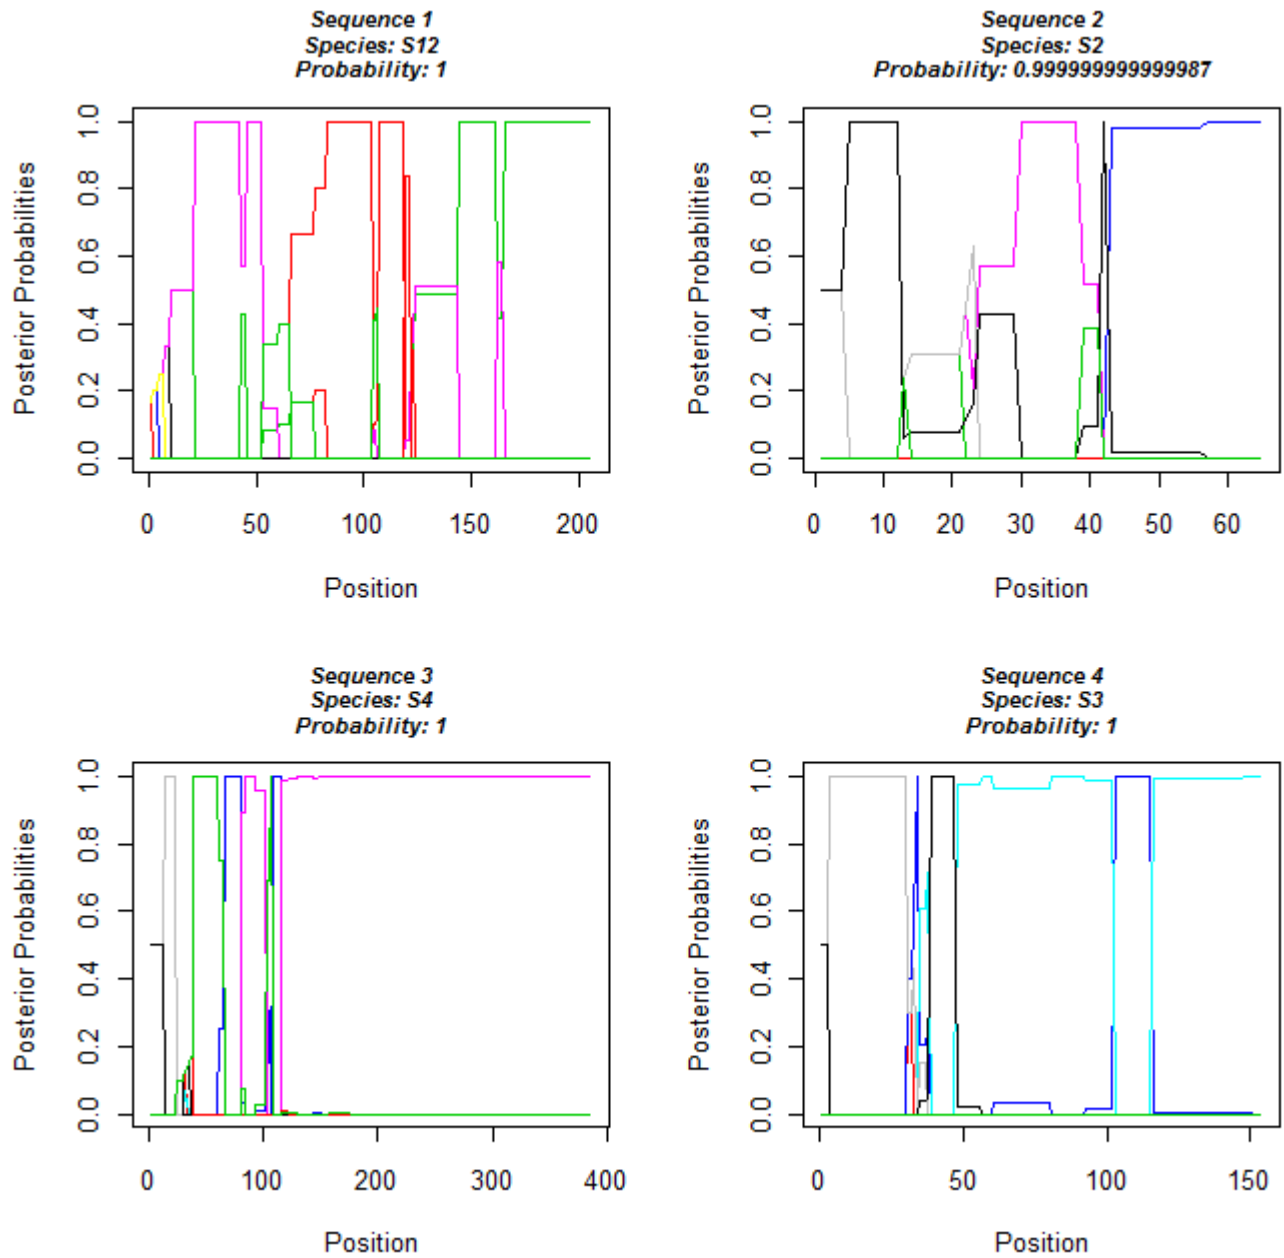 Sequence 1
Species: S12
Probability: 1
Posterior Probabilities
0.0 0.2 0.4 0.6 0.8 1.0
0 50 100 150 200
Position
Sequence 2
Species: S2
Probability: 0.999999999999987
Posterior Probabilities
0.0 0.2 0.4 0.6 0.8 1.0
0 10 20 30 40 50 60
Position
Sequence 3
Species: S4
Probability: 1
Posterior Probabilities
0.0 0.2 0.4 0.6 0.8 1.0
0 100 200 300 400
Position
Sequence 4
Species: S3
Probability: 1
Posterior Probabilities
0.0 0.2 0.4 0.6 0.8 1.0
0 50 100 150
Position